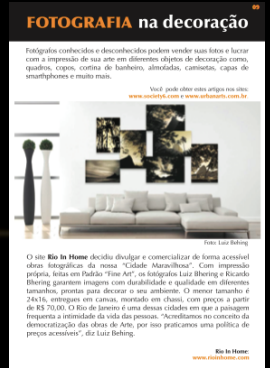 09
FOTOGRAFIA na decoração
Fotógrafos conhecidos e desconhecidos podem vender suas fotos e lucrar
com a impressão de sua arte em diferentes objetos de decoração como,
quadros, copos, cortina de banheiro, almofadas, camisetas, capas de
smarthphones e muito mais.
Você pode obter estes artigos nos sites:
www.society6.com e www.urbanarts.com.br
Foto: Luiz Behing
O site Rio In Home decidiu divulgar e comercializar de forma acessível
obras fotográficas da nossa “Cidade Maravilhosa”. Com impressão
própria, feitas em Padrão “Fine Art”, os fotógrafos Luiz Bhering e Ricardo
Bhering garantem imagens com durabilidade e qualidade em diferentes
tamanhos, prontas para decorar o seu ambiente. O menor tamanho é
24x16, entregues em canvas, montado em chassi, com preços a partir
de R$ 70,00. O Rio de Janeiro é uma dessas cidades em que a paisagem
frequenta a intimidade da vida das pessoas. “Acreditamos no conceito da
democratização das obras de Arte, por isso praticamos uma política de
preços acessíveis”, diz Luiz Behing.
Rio In Home:
www.rioinhome.com